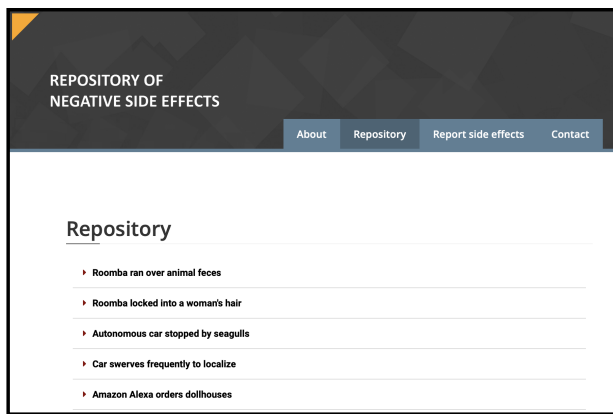 REPOSITORY OF
NEGATIVE SIDE EFFECTS
About Repository Report side effects Contact
Repository
Roomba ran over animal feces
Roomba locked into a woman's hair
Autonomous car stopped by seagulls
Car swerves frequently to localize
Amazon Alexa orders dollhouses